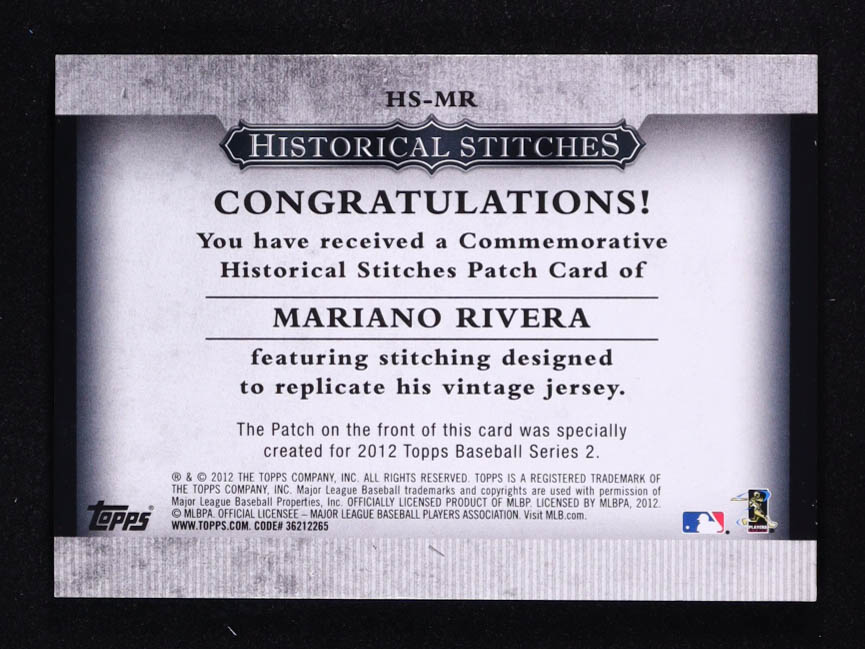 HS-MR
HISTORICAL STITCHES
CONGRATULATIONS!
You have received a Commemorative
Historical Stitches Patch Card of
MARIANO RIVERA
featuring stitching designed
to replicate his vintage jersey.
The Patch on the front of this card was specially
created for 2012 Topps Baseball Series 2.
® & © 2012 THE TOPPS COMPANY, INC. ALL RIGHTS RESERVED. TOPPS IS A REGISTERED TRADEMARK OF
THE TOPPS COMPANY, INC. Major League Baseball trademarks and copyrights are used with permission of
Major League Baseball Properties, Inc. OFFICIALLY LICENSED PRODUCT OF MLBP. LICENSED BY MLBPA, 2012.
© MLBPA. OFFICIAL LICENSEE – MAJOR LEAGUE BASEBALL PLAYERS ASSOCIATION. Visit MLB.com.
WWW.TOPPS.COM. CODE# 36212265
TOPPS®
PLAYERS